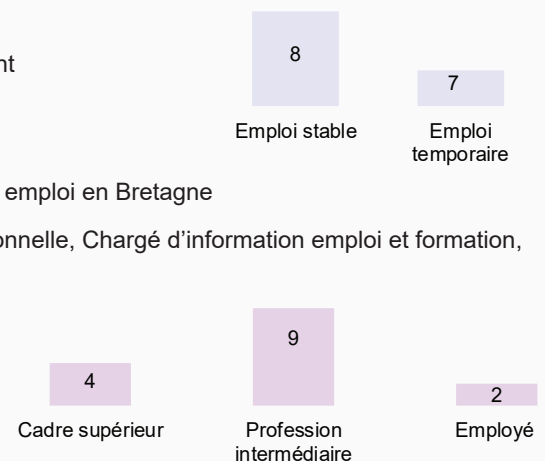 8
nt
7
Emploi stable
Emploi
temporaire
emploi en Bretagne
onnelle, Chargé d’information emploi et formation,
9
4
2
Cadre supérieur
Profession
intermédiaire
Employé